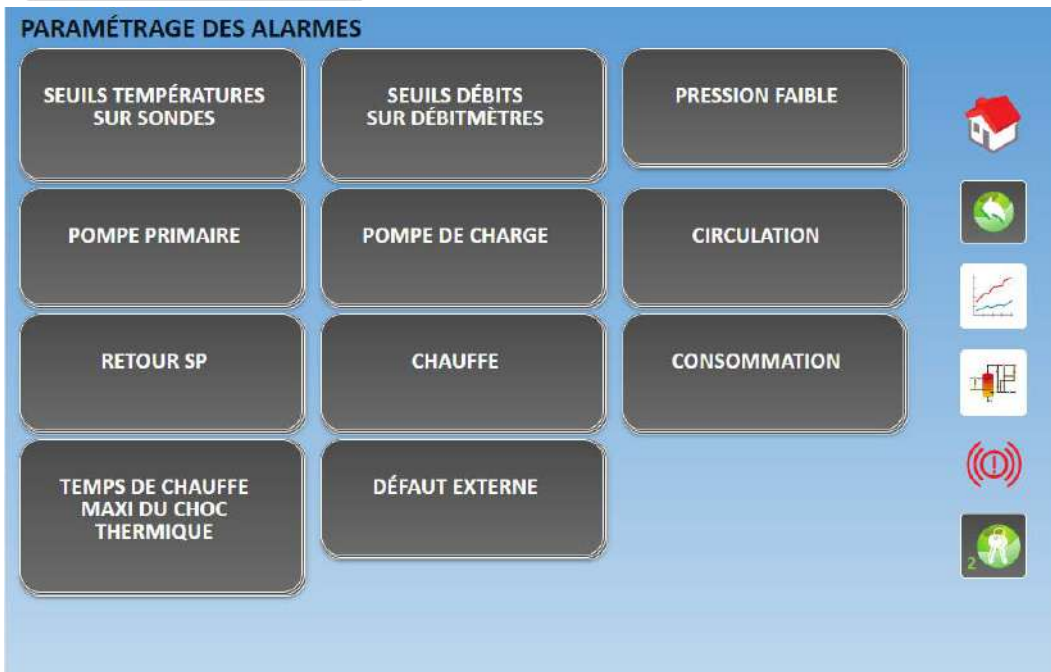 PARAMÉTRAGE DES ALARMES
SEUILS TEMPÉRATURES
SUR SONDES
SEUILS DÉBITS
SUR DÉBITMÈTRES
PRESSION FAIBLE
POMPE PRIMAIRE
POMPE DE CHARGE
CIRCULATION
RETOUR SP
CHAUFFE
CONSOMMATION
TEMPS DE CHAUFFE
MAXI DU CHOC
THERMIQUE
DÉFAUT EXTERNE
2